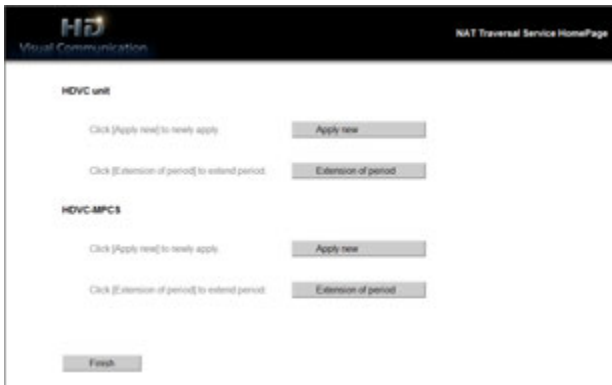 HD
Visual Communication
NAT Traversal Service HomePage
HDVC unit
Click [Apply new] to newly apply.
Apply new
Click [Extension of period] to extend period.
Extension of period
HDVC-MPCS
Click [Apply new] to newly apply.
Apply new
Click [Extension of period] to extend period.
Extension of period
Finish